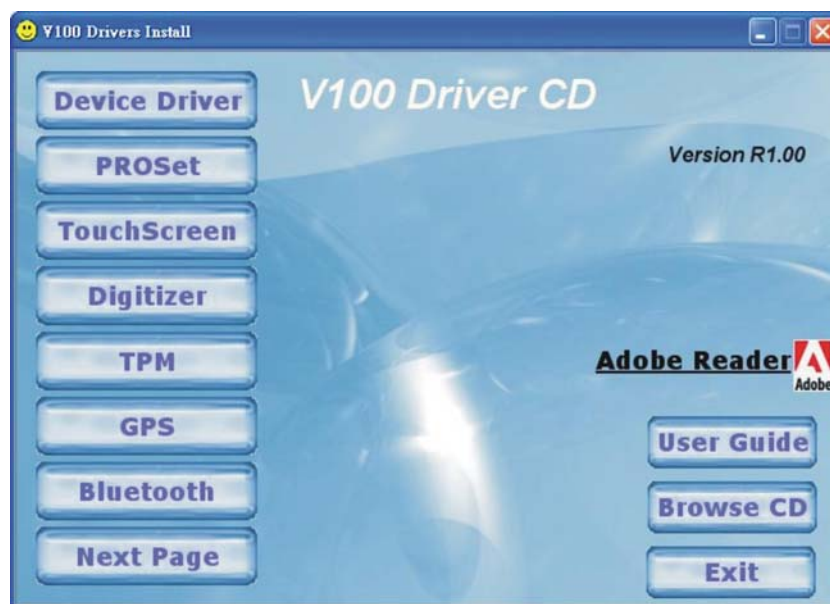 V100 Drivers Install
V100 Driver CD
Version R1.00
Device Driver
PROSet
TouchScreen
Digitizer
TPM
GPS
Bluetooth
Next Page
Adobe Reader
Adobe
User Guide
Browse CD
Exit